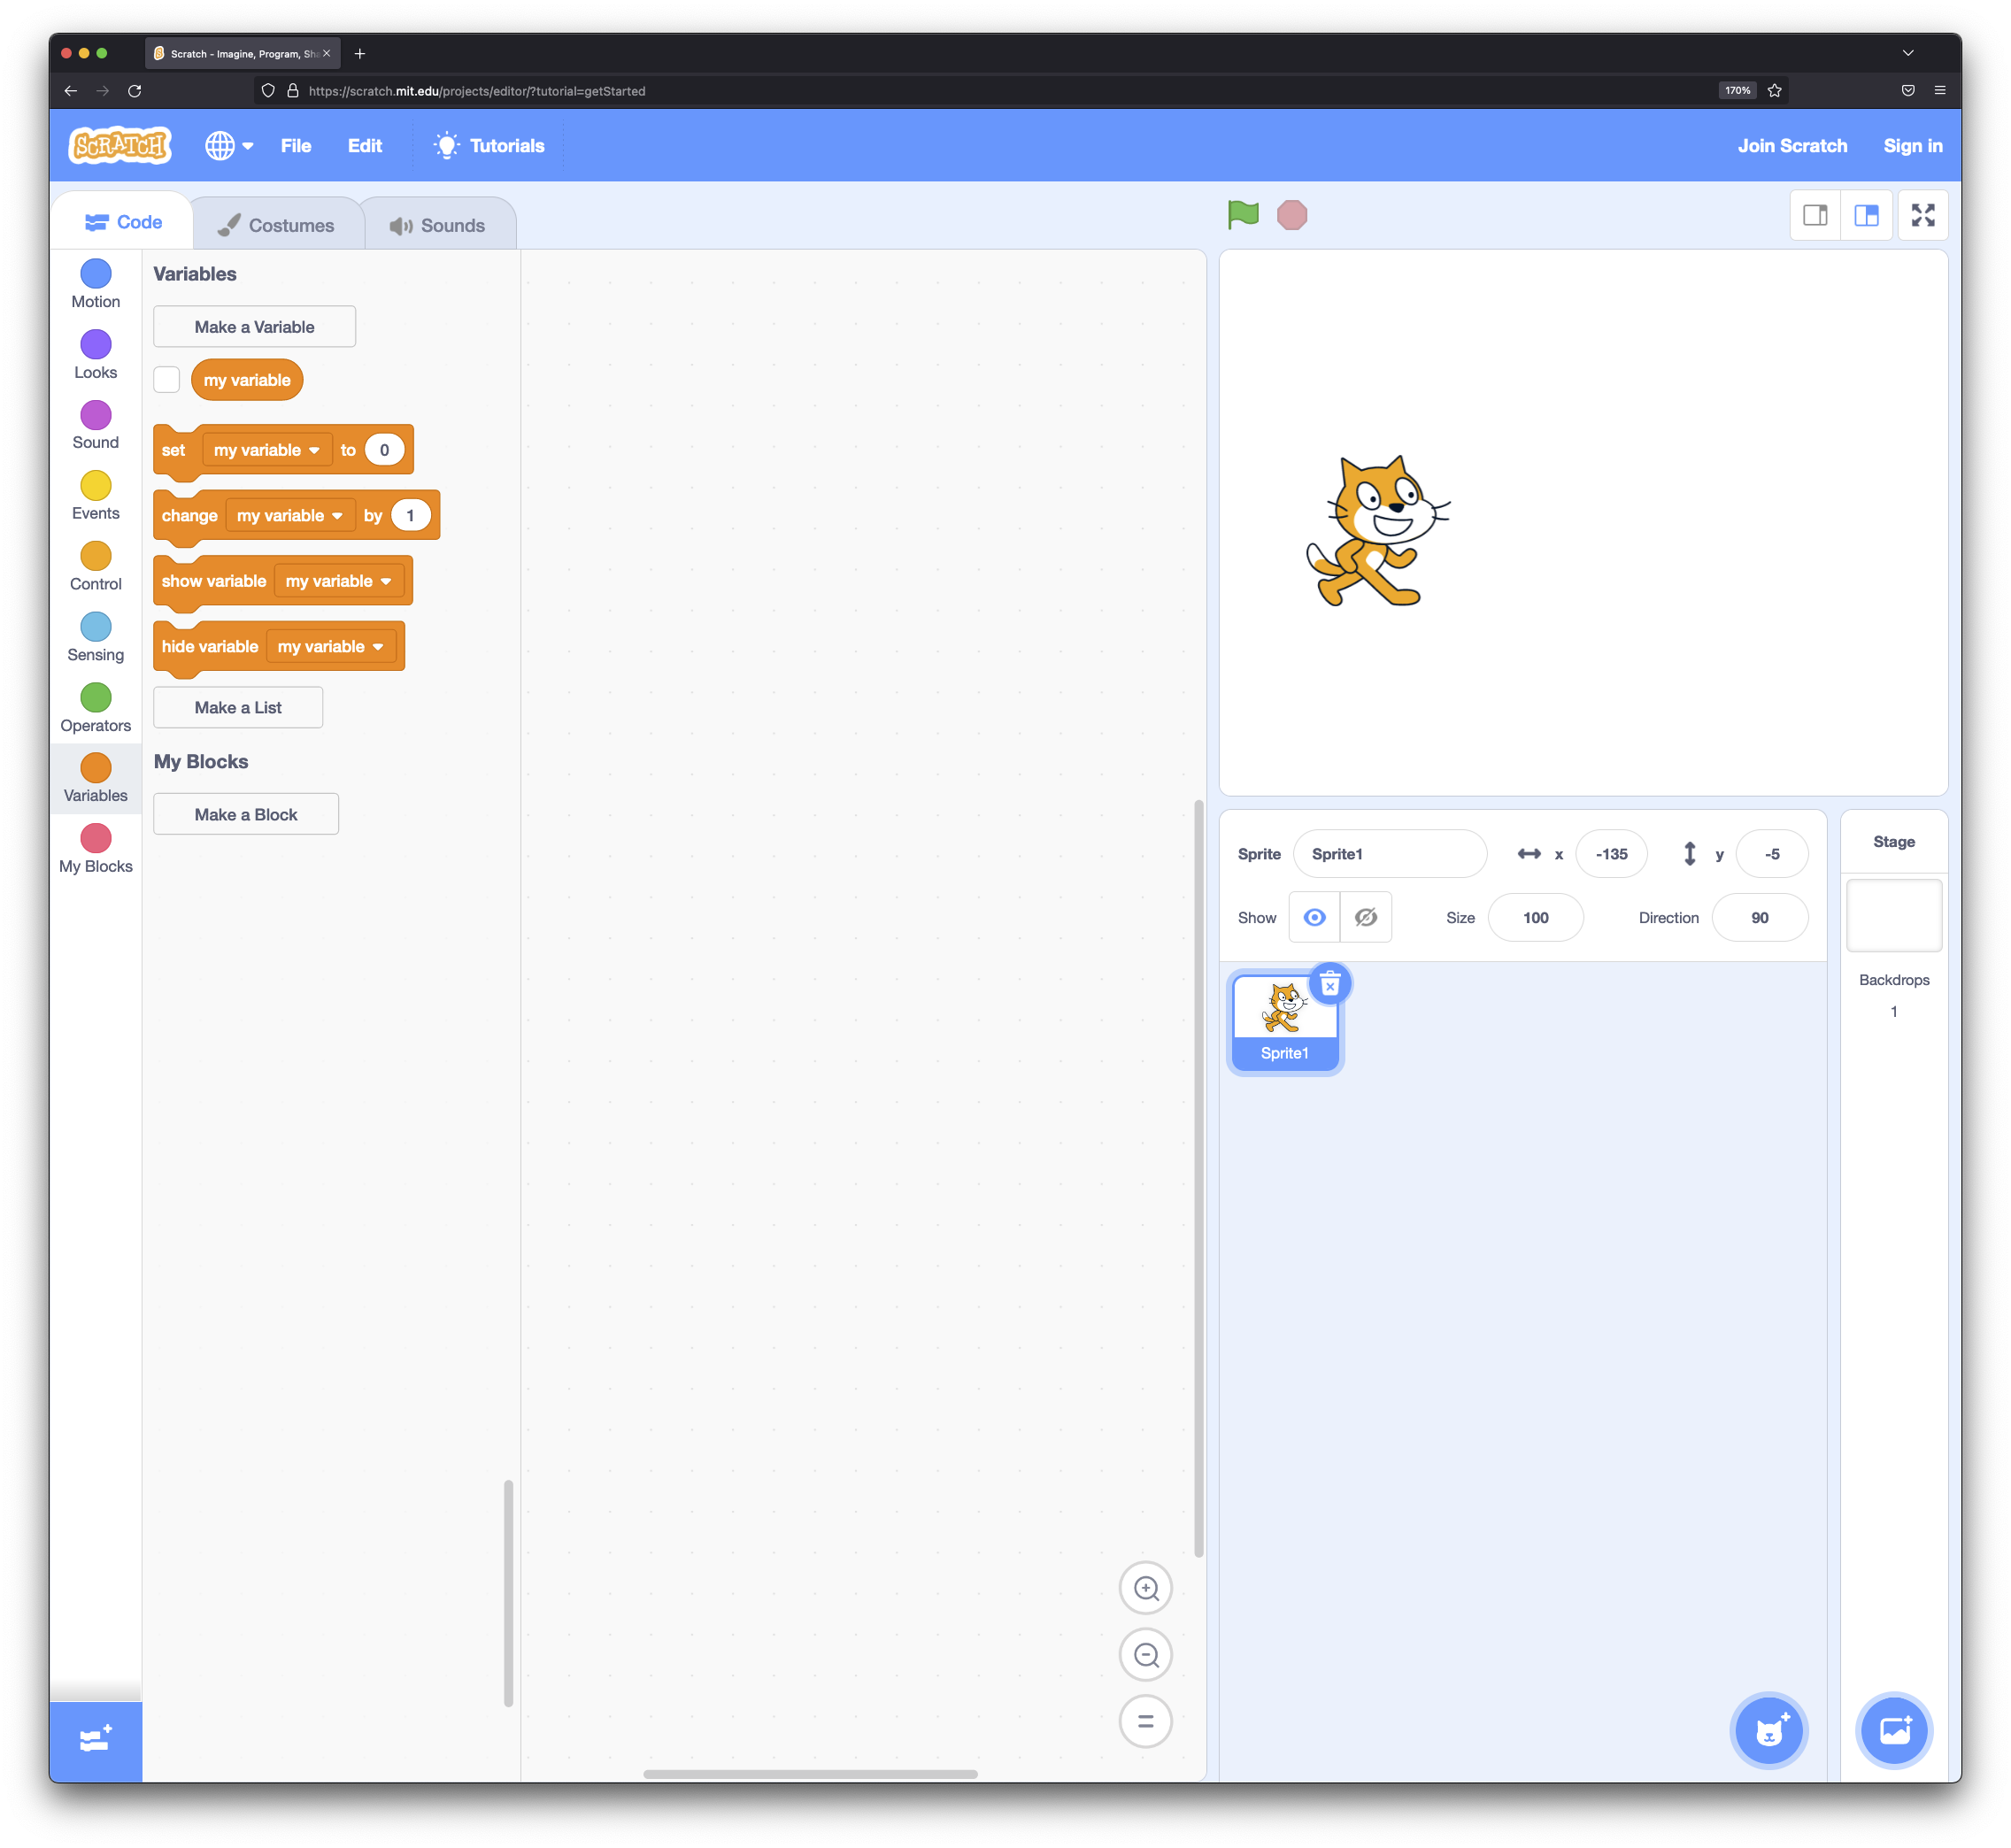 Scratch - Imagine, Program, Sh
https://scratch.mit.edu/projects/editor/?tutorial=getStarted
170%
SCRATCH
File
Edit
Tutorials
Join Scratch
Sign in
Code
Costumes
Sounds
Motion
Looks
Sound
Events
Control
Sensing
Operators
Variables
My Blocks
Variables
Make a Variable
my variable
set my variable to 0
change my variable by 1
show variable my variable
hide variable my variable
Make a List
My Blocks
Make a Block
Sprite Sprite1 x -135 y -5
Show Size 100 Direction 90
Sprite1
Stage
Backdrops
1